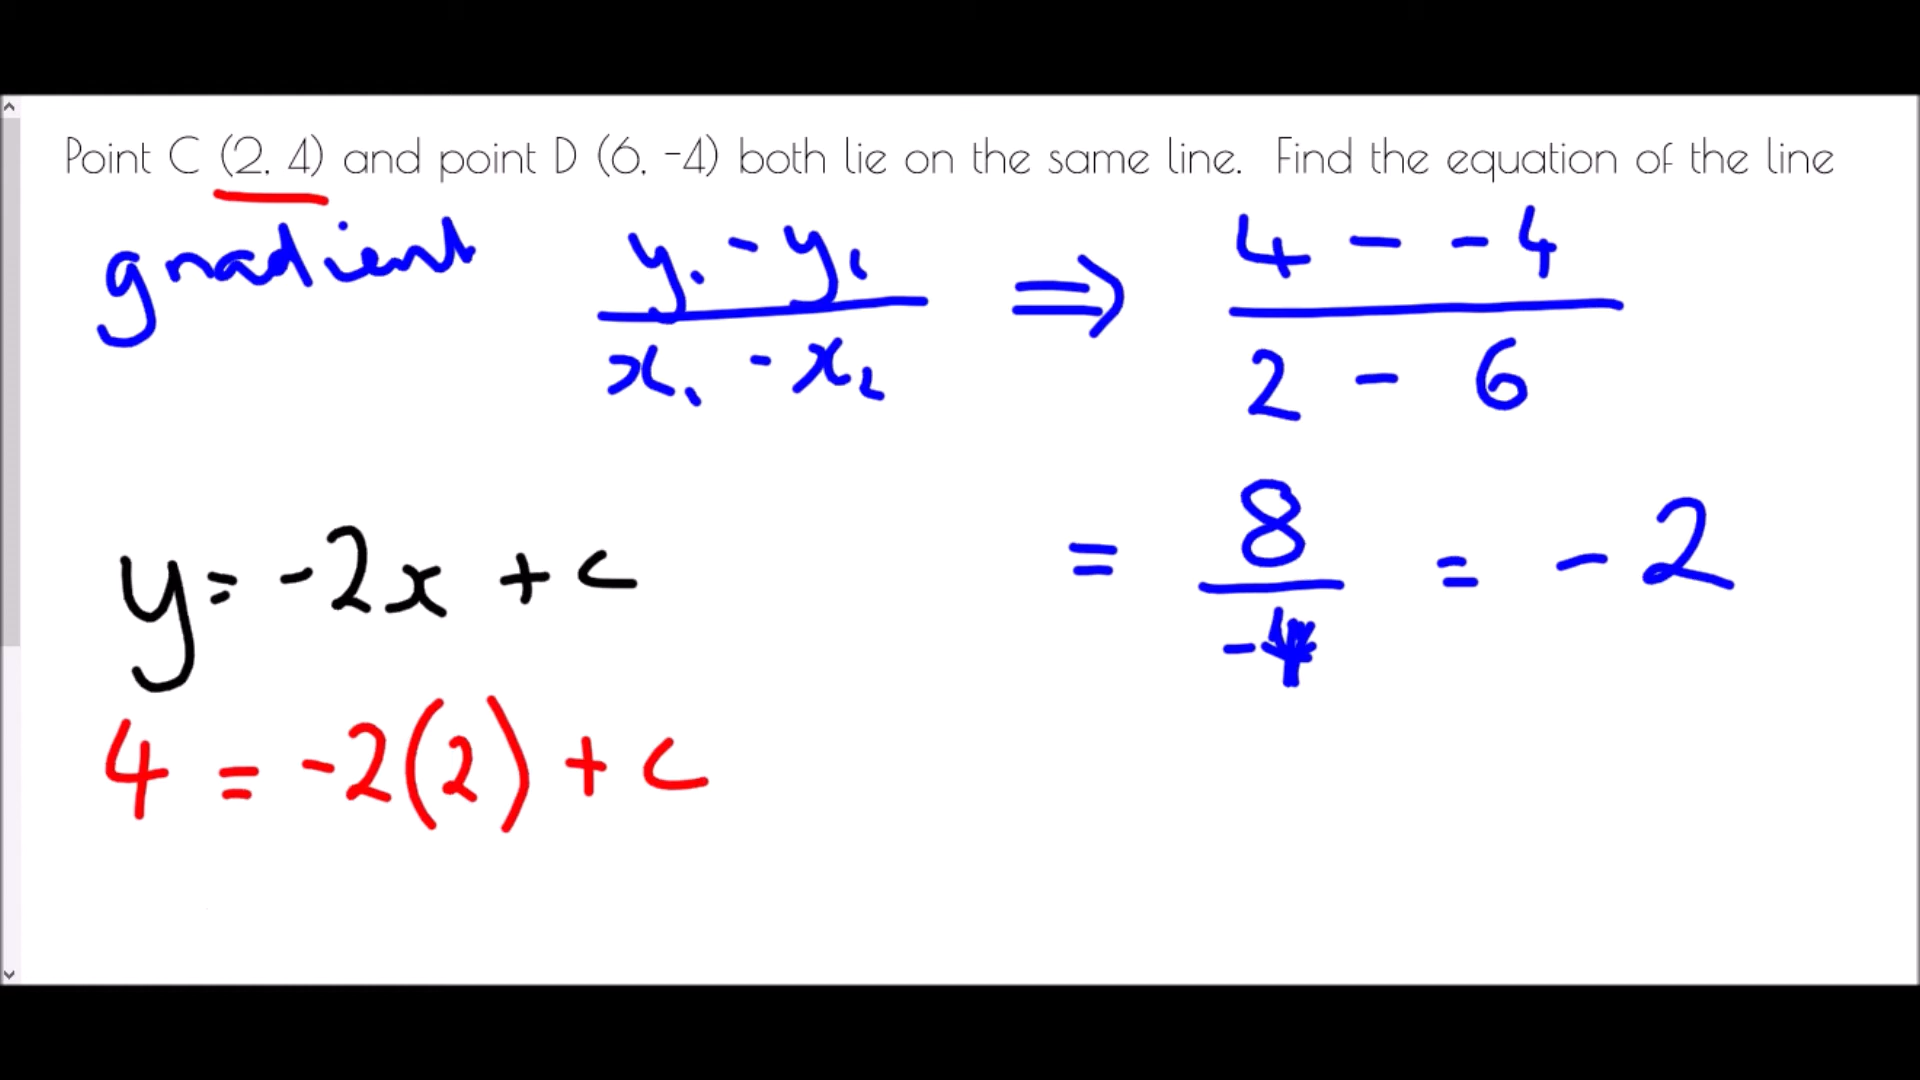 Point C (2, 4) and point D (6, -4) both lie on the same line. Find the equation of the line
gradient y₁ - y₁ / x₁ - x₂ ⇒ 4 - -4 / 2 - 6
= 8 / -4 = -2
y = -2x + c
4 = -2(2) + c